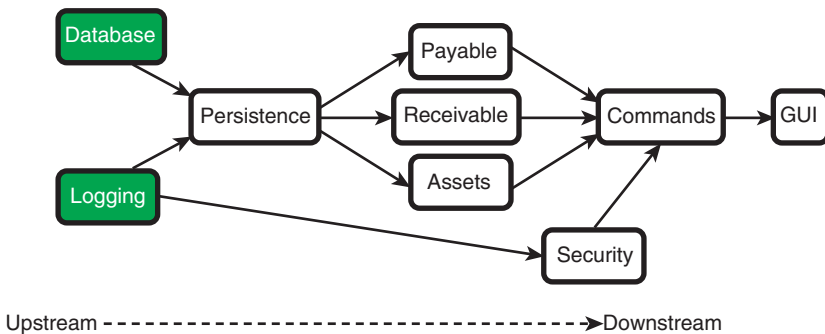 Database
Payable
Persistence
Receivable
Commands
GUI
Logging
Assets
Security
Upstream
Downstream